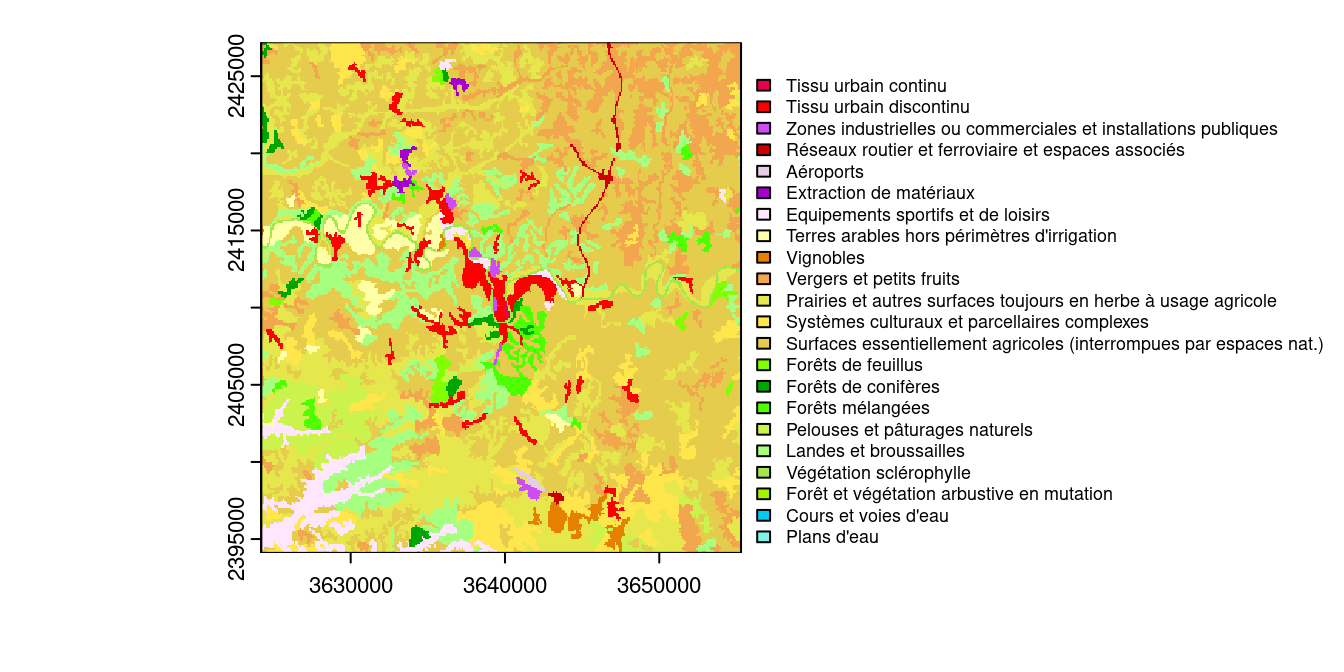 2425000
2415000
2405000
2395000
3630000
3640000
3650000
Tissu urbain continu
Tissu urbain discontinu
Zones industrielles ou commerciales et installations publiques
Réseaux routier et ferroviaire et espaces associés
Aéroports
Extraction de matériaux
Equipements sportifs et de loisirs
Terres arables hors périmètres d'irrigation
Vignobles
Vergers et petits fruits
Prairies et autres surfaces toujours en herbe à usage agricole
Systèmes culturaux et parcellaires complexes
Surfaces essentiellement agricoles (interrompues par espaces nat.)
Forêts de feuillus
Forêts de conifères
Forêts mélangées
Pelouses et pâturages naturels
Landes et broussailles
Végétation sclérophylle
Forêt et végétation arbustive en mutation
Cours et voies d'eau
Plans d'eau